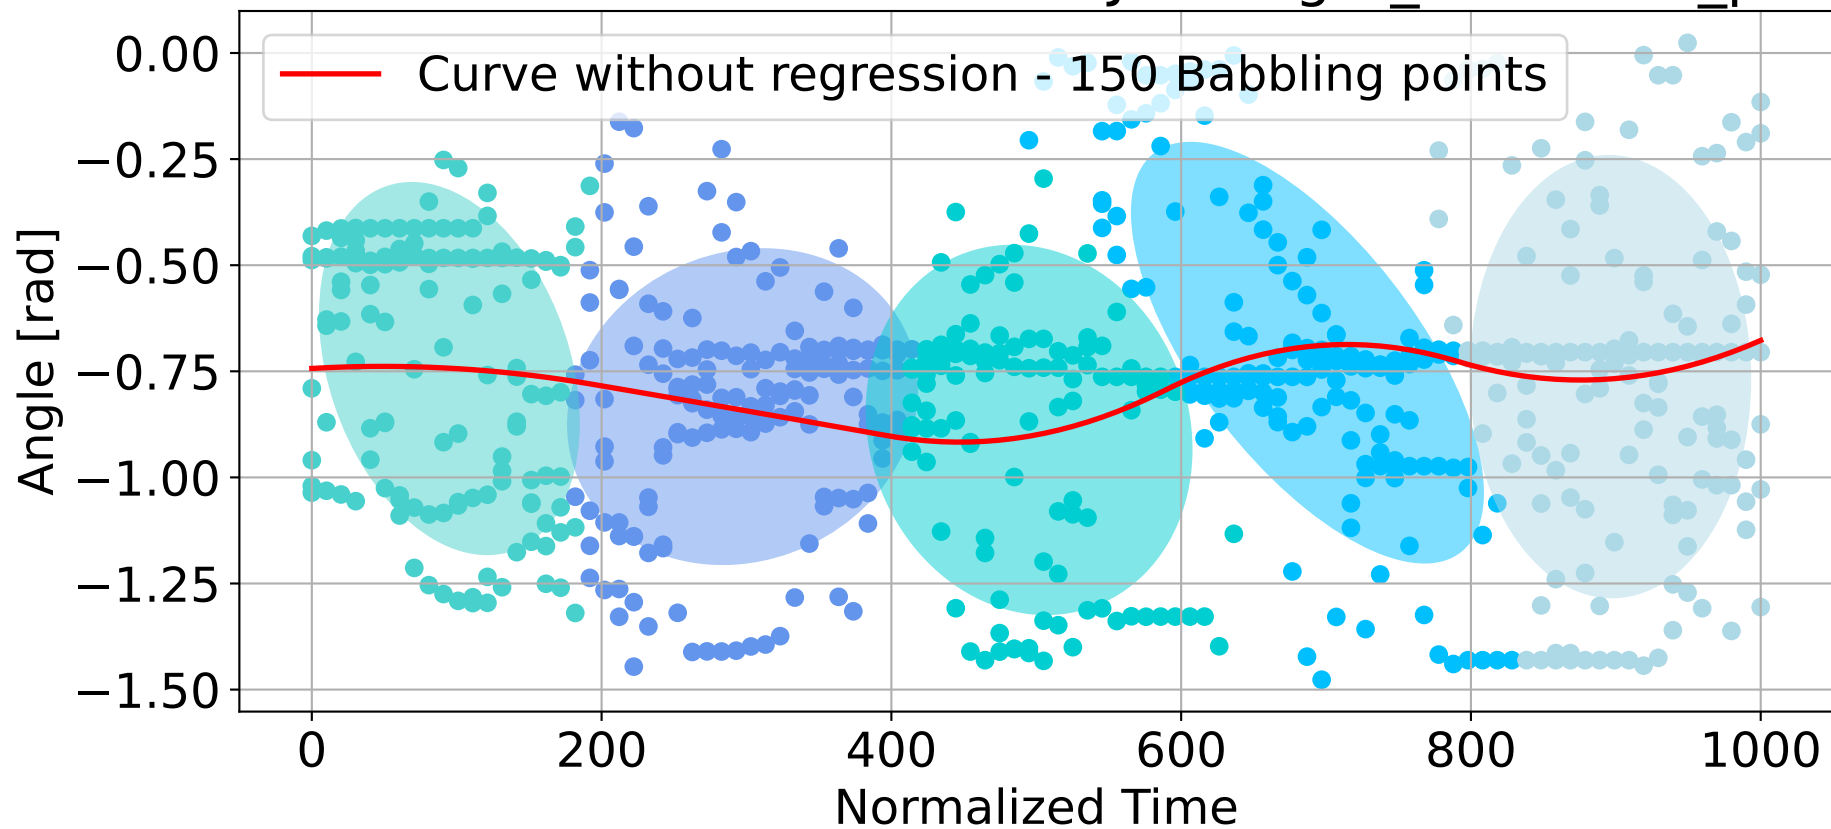 0.00
Curve without regression - 150 Babbling points
−0.25
−0.50
−0.75
−1.00
−1.25
−1.50
Angle [rad]
0 200 400 600 800 1000
Normalized Time